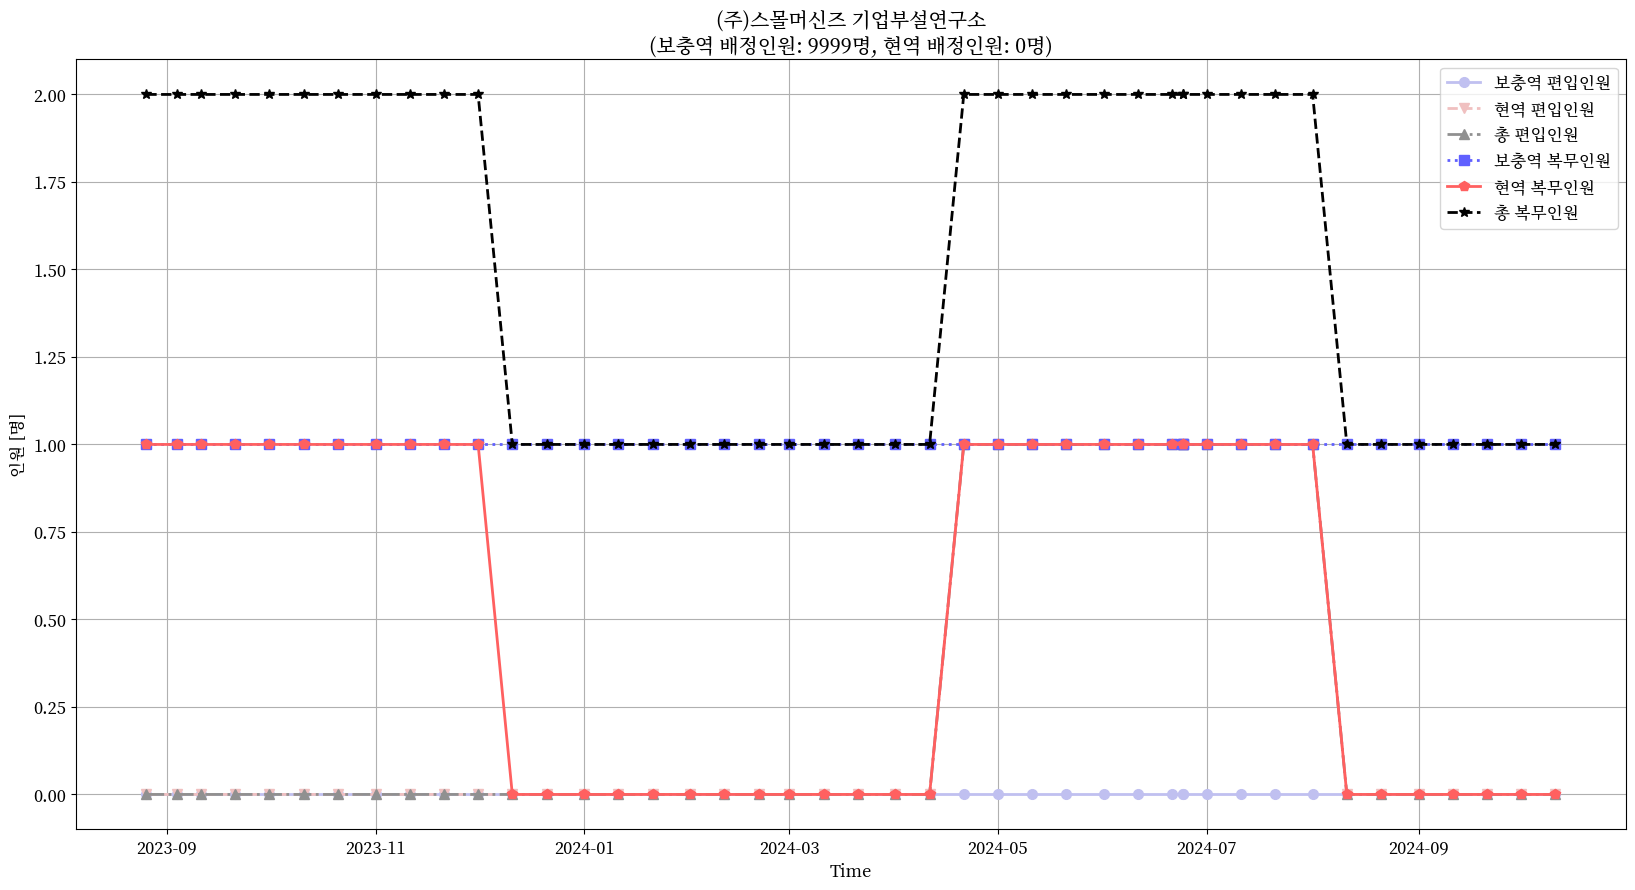 (주)스몰머신즈 기업부설연구소
(보충역 배정인원: 9999명, 현역 배정인원: 0명)
보충역 편입인원
현역 편입인원
총 편입인원
보충역 복무인원
현역 복무인원
총 복무인원
2.00
1.75
1.50
1.25
1.00
0.75
0.50
0.25
0.00
인원 [명]
2023-09
2023-11
2024-01
2024-03
2024-05
2024-07
2024-09
Time